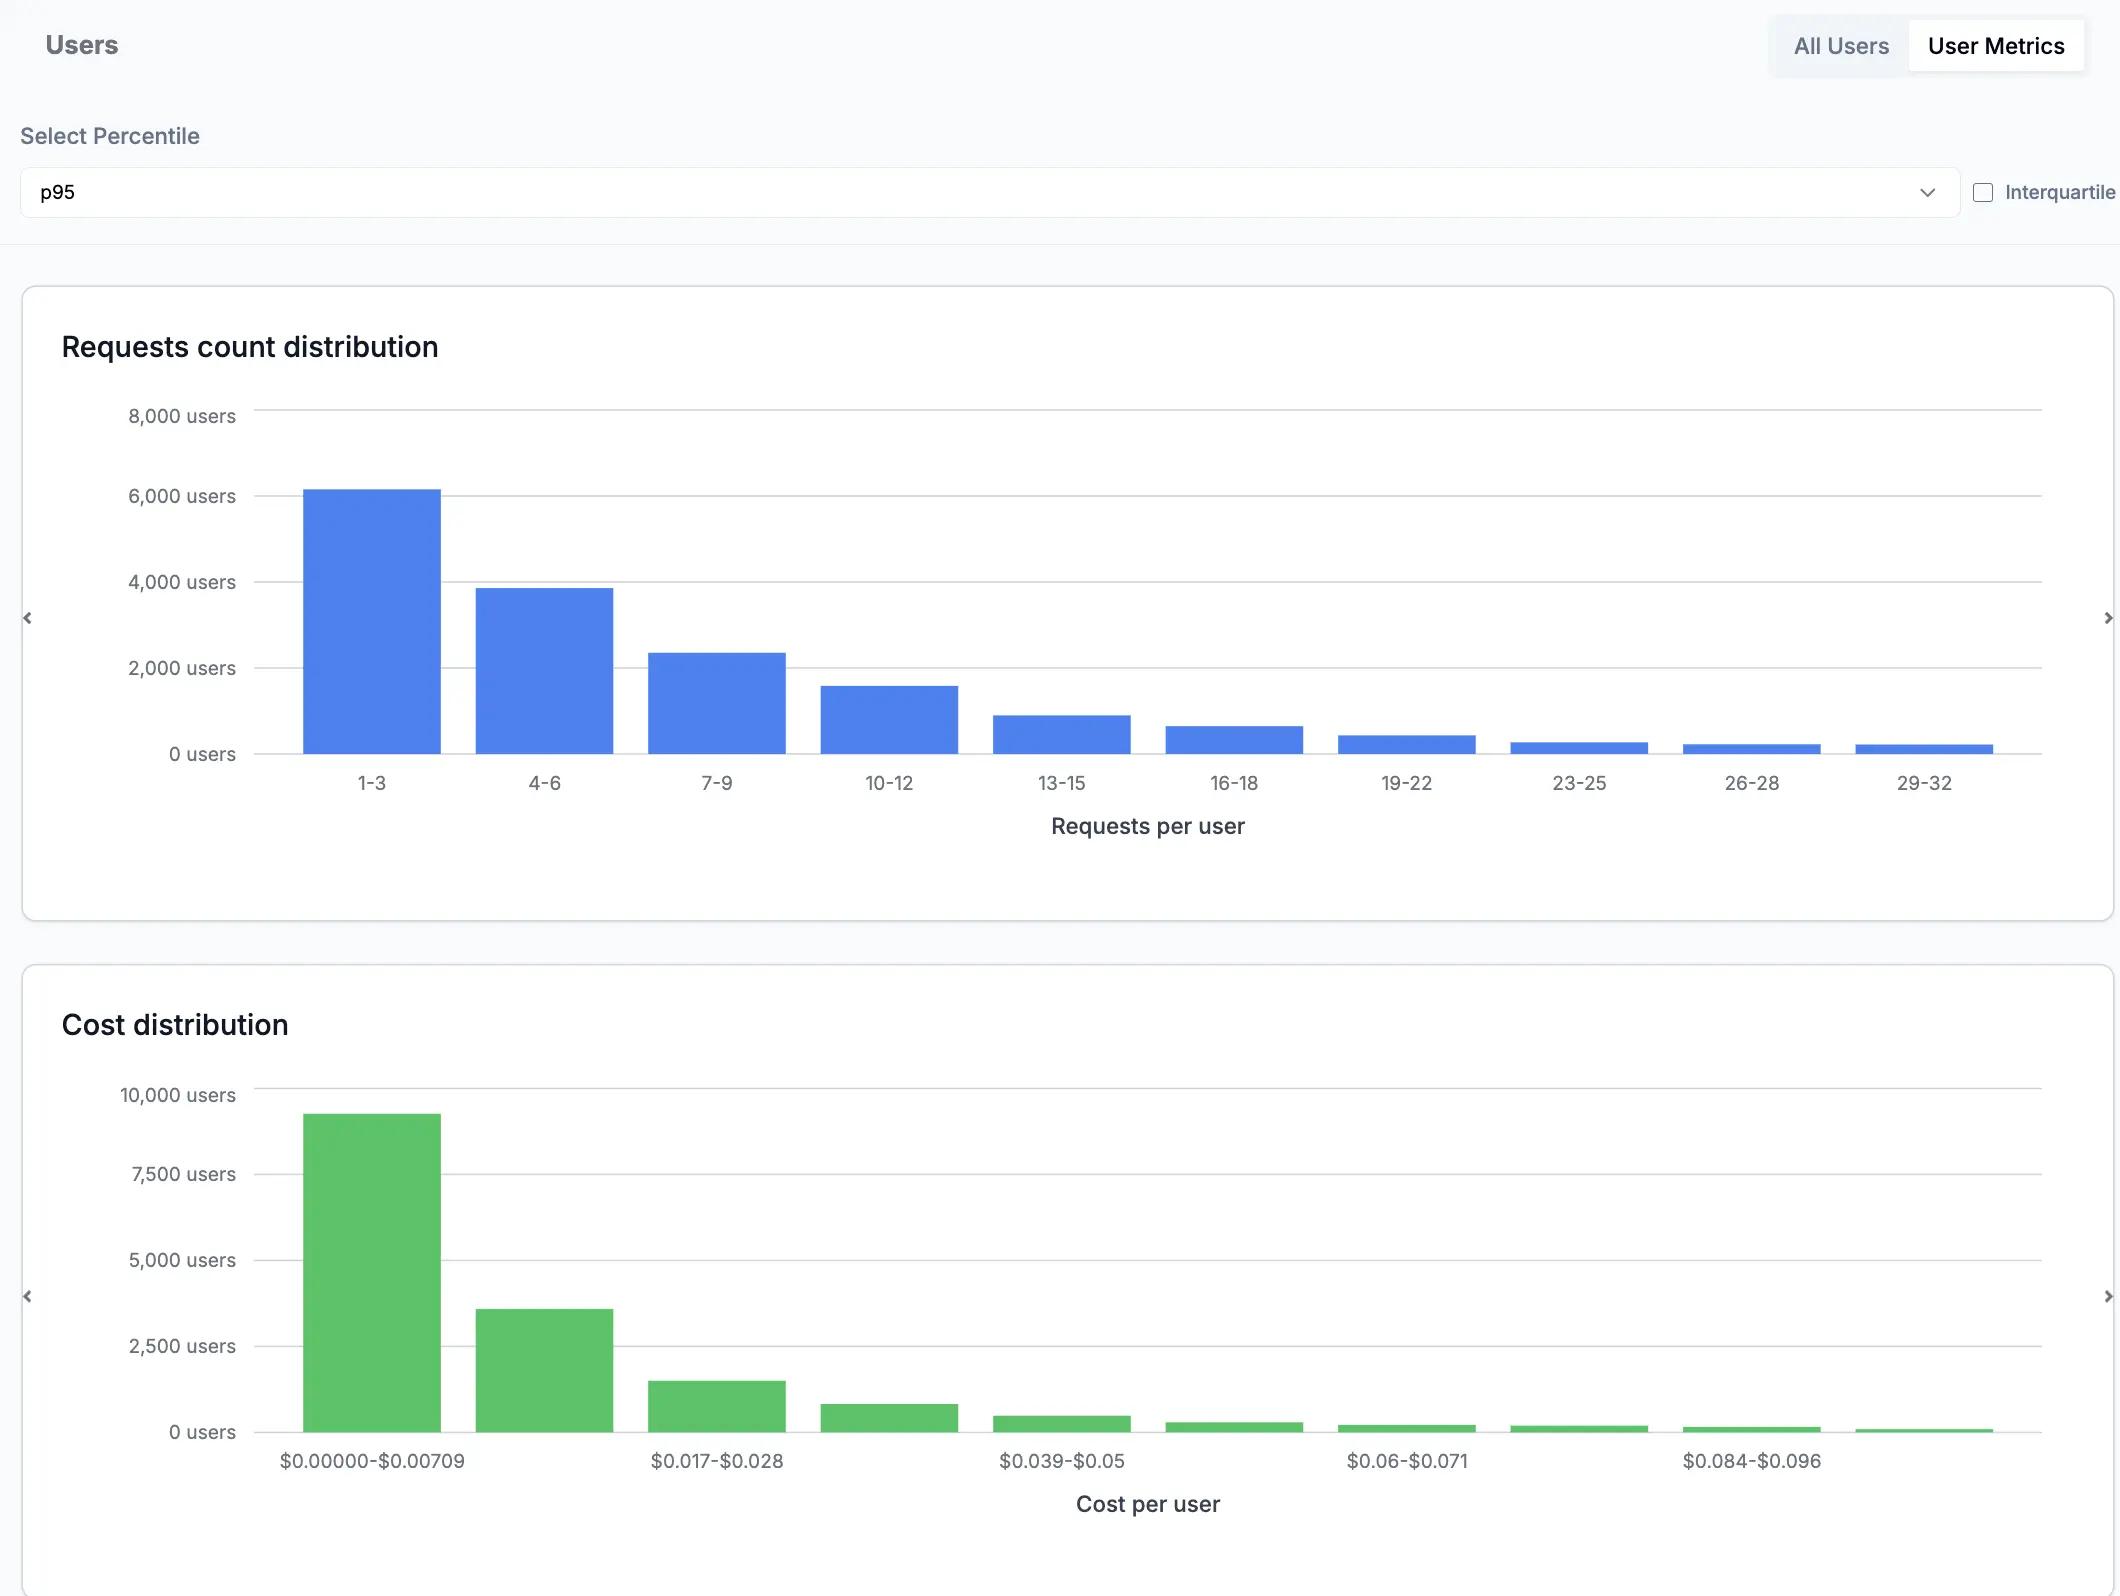 Users
All Users
User Metrics
Select Percentile
p95
Interquartile
Requests count distribution
8,000 users
6,000 users
4,000 users
2,000 users
0 users
1-3
4-6
7-9
10-12
13-15
16-18
19-22
23-25
26-28
29-32
Requests per user
Cost distribution
10,000 users
7,500 users
5,000 users
2,500 users
0 users
$0.00000-$0.00709
$0.017-$0.028
$0.039-$0.05
$0.06-$0.071
$0.084-$0.096
Cost per user